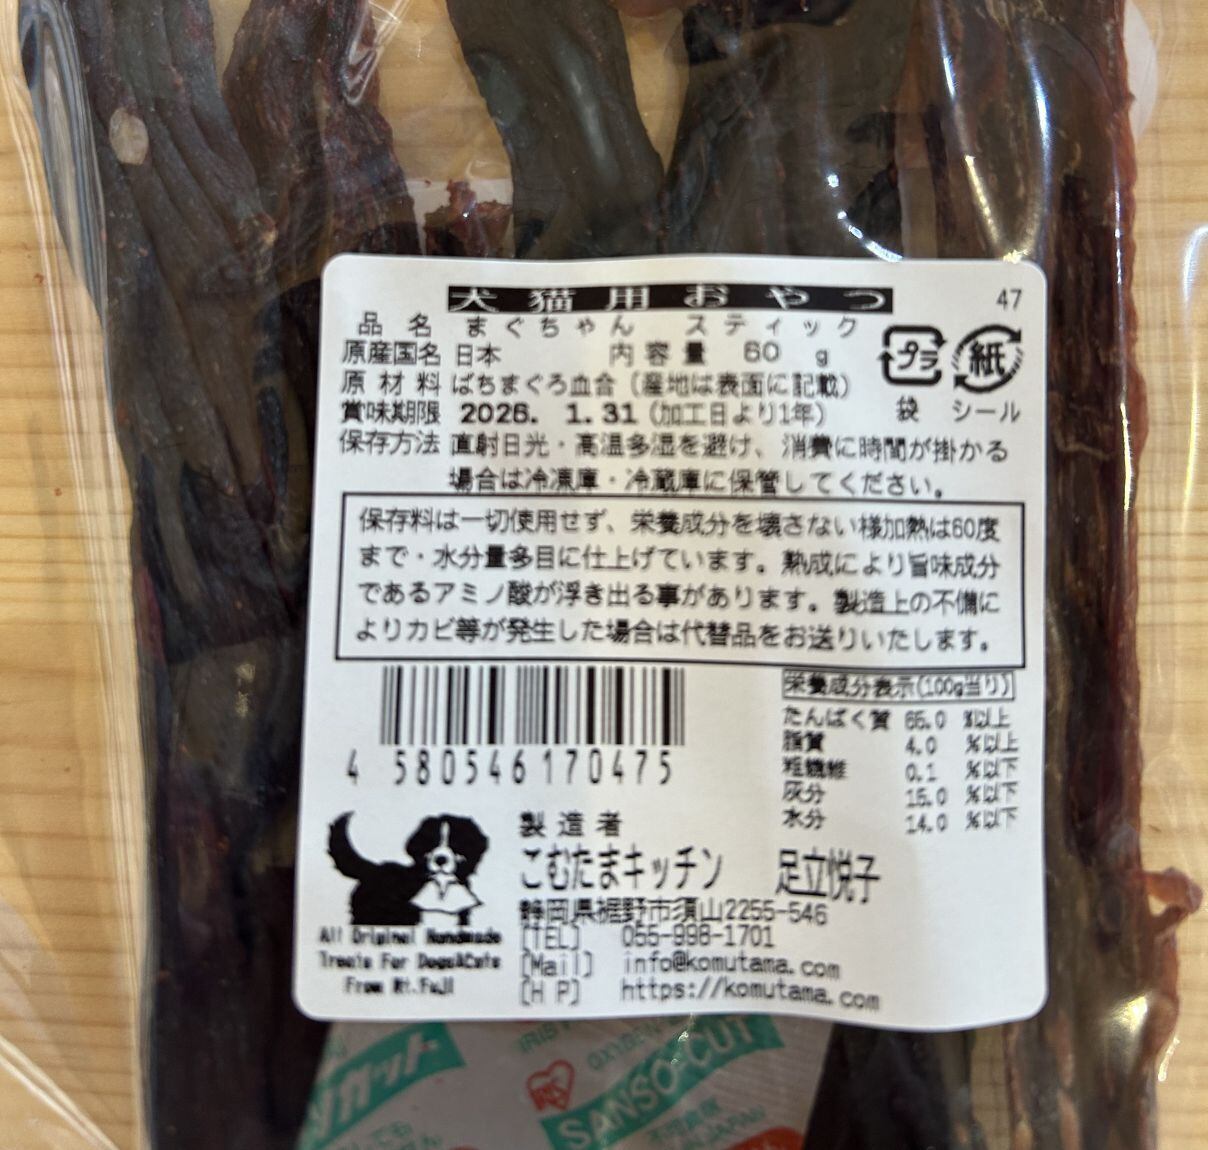 犬猫用おやつ
47
品名 まぐちゃん スティック
原産国名 日本 内容量 60 g
原材料 ばちまぐろ血合〔産地は表面に記載〕
賞味期限 2026. 1.31 (加工日より1年)
プラ 紙
袋 シール
保存方法 直射日光・高温多湿を避け、消費に時間が掛かる
場合は冷凍庫・冷蔵庫に保管してください。
保存料は一切使用せず、栄養成分を壊さない様加熱は60度
まで・水分量多目に仕上げています。熟成により旨味成分
であるアミノ酸が浮き出る事があります。製造上の不備に
よりカビ等が発生した場合は代替品をお送りいたします。
4 580546 170475
栄養成分表示(100g当り)
たんぱく質 65.0 %以上
脂質 4.0 %以上
粗繊維 0.1 %以下
灰分 15.0 %以下
水分 14.0 %以下
製造者
こむたまキッチン 足立悦子
静岡県裾野市須山2255-546
[TEL] 055-998-1701
[Mail] info@komutama.com
[H P] https://komutama.com
All Original Handmade
Treats For Dogs&Cats
From Mt.Fuji
SANSO-CUT